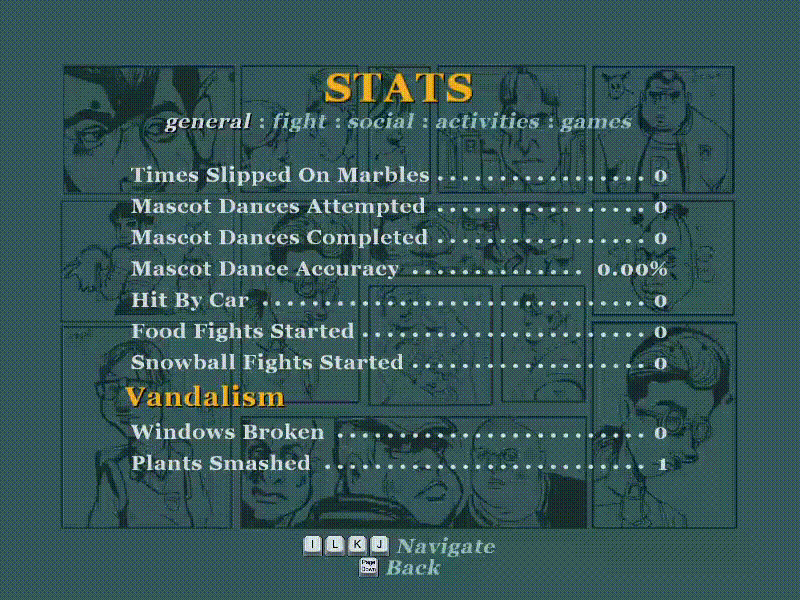 STATS
general : fight : social : activities : games
Times Slipped On Marbles . . . . . . . . . . . . . . . . . 0
Mascot Dances Attempted . . . . . . . . . . . . . . . . . 0
Mascot Dances Completed . . . . . . . . . . . . . . . . . 0
Mascot Dance Accuracy . . . . . . . . . . . . . . 0.00%
Hit By Car . . . . . . . . . . . . . . . . . . . . . . . . . . . . . . . 0
Food Fights Started . . . . . . . . . . . . . . . . . . . . . . . 0
Snowball Fights Started . . . . . . . . . . . . . . . . . . . 0
Vandalism
Windows Broken . . . . . . . . . . . . . . . . . . . . . . . . . 0
Plants Smashed . . . . . . . . . . . . . . . . . . . . . . . . . . 1
I L K J Navigate
Page Down Back